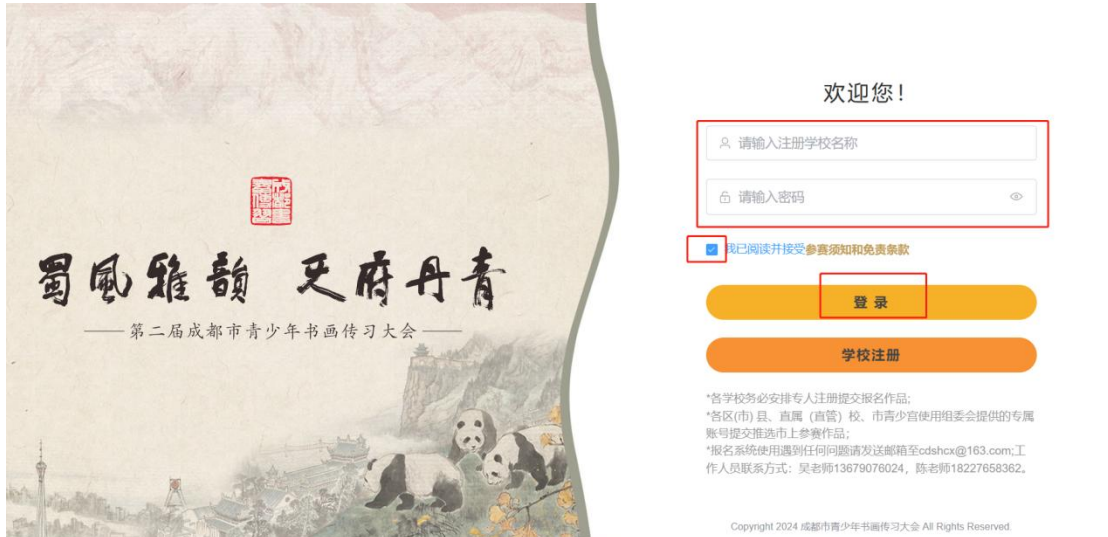 蜀風雅韻 天府丹青
第二届成都市青少年书画传习大会
欢迎您！
请输入注册学校名称
请输入密码
我已阅读并接受参赛须知和免责条款
登 录
学校注册
*各学校务必安排专人注册提交报名作品；
*各区(市) 县、直属（直管）校、市青少宫使用组委会提供的专属
账号提交推选市上参赛作品；
*报名系统使用遇到任何问题请发送邮箱至cdshcx@163.com;工
作人员联系方式：吴老师13679076024，陈老师18227658362。
Copyright 2024 成都市青少年书画传习大会 All Rights Reserved.